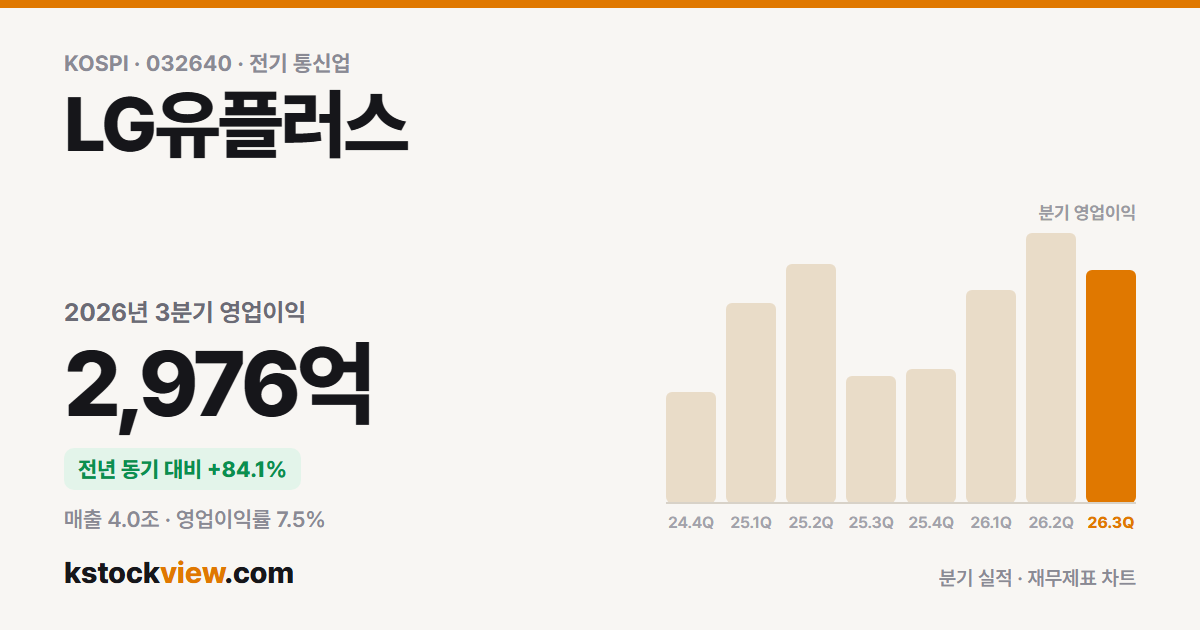 KOSPI · 032640 · 전기 통신업
LG유플러스
2026년 3분기 영업이익
2,976억
전년 동기 대비 +84.1%
매출 4.0조 · 영업이익률 7.5%
kstockview.com
분기 영업이익
24.4Q 25.1Q 25.2Q 25.3Q 25.4Q 26.1Q 26.2Q 26.3Q
분기 실적 · 재무제표 차트